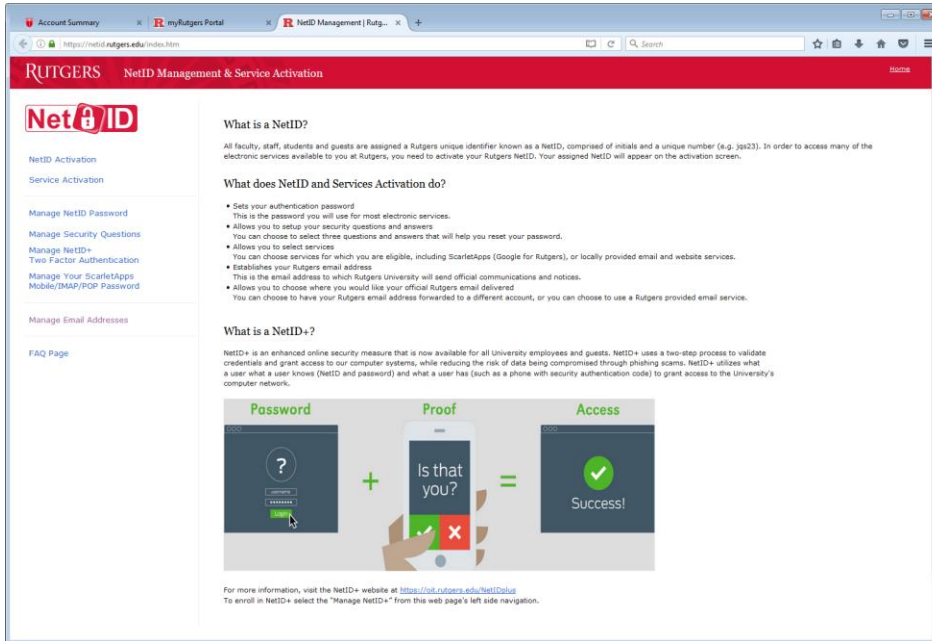 Account Summary
myRutgers Portal
NetID Management | Rutg...
https://netid.rutgers.edu/index.htm
Search
RUTGERS
NetID Management & Service Activation
Home
NetID
NetID Activation
Service Activation
Manage NetID Password
Manage Security Questions
Manage NetID+
Two Factor Authentication
Manage Your ScarletApps
Mobile/IMAP/POP Password
Manage Email Addresses
FAQ Page
What is a NetID?
All faculty, staff, students and guests are assigned a Rutgers unique identifier known as a NetID, comprised of initials and a unique number (e.g. jqs23). In order to access many of the
electronic services available to you at Rutgers, you need to activate your Rutgers NetID. Your assigned NetID will appear on the activation screen.
What does NetID and Services Activation do?
• Sets your authentication password
This is the password you will use for most electronic services.
• Allows you to setup your security questions and answers
You can choose to select three questions and answers that will help you reset your password.
• Allows you to select services
You can choose services for which you are eligible, including ScarletApps (Google for Rutgers), or locally provided email and website services.
• Establishes your Rutgers email address
This is the email address to which Rutgers University will send official communications and notices.
• Allows you to choose where you would like your official Rutgers email delivered
You can choose to have your Rutgers email address forwarded to a different account, or you can choose to use a Rutgers provided email service.
What is a NetID+?
NetID+ is an enhanced online security measure that is now available for all University employees and guests. NetID+ uses a two-step process to validate
credentials and grant access to our computer systems, while reducing the risk of data being compromised through phishing scams. NetID+ utilizes what
a user what a user knows (NetID and password) and what a user has (such as a phone with security authentication code) to grant access to the University's
computer network.
Password
Proof
Access
?
username
********
Login
+
Is that
you?
=
Success!
For more information, visit the NetID+ website at https://oit.rutgers.edu/NetIDplus
To enroll in NetID+ select the "Manage NetID+" from this web page's left side navigation.